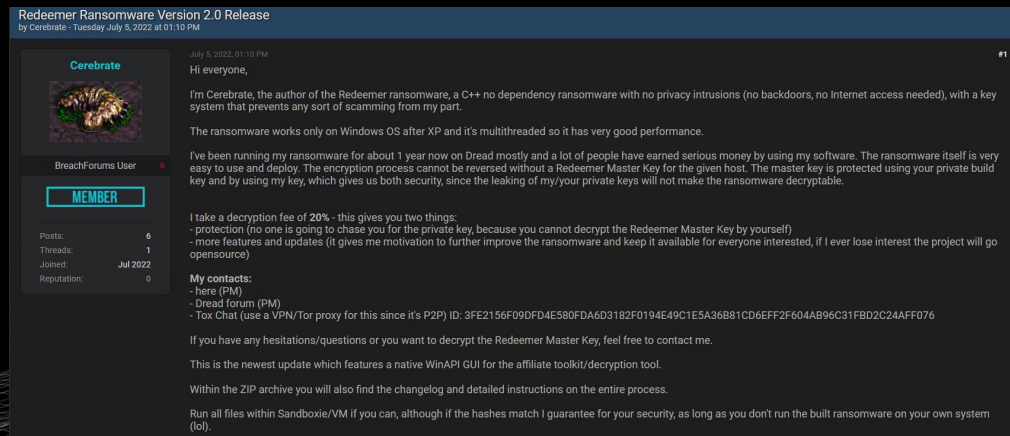 Redeemer Ransomware Version 2.0 Release
by Cerebrate - Tuesday July 5, 2022 at 01:10 PM
Cerebrate
BreachForums User
MEMBER
Posts: 6
Threads: 1
Joined: Jul 2022
Reputation: 0
July 5, 2022, 01:10 PM #1
Hi everyone,
I'm Cerebrate, the author of the Redeemer ransomware, a C++ no dependency ransomware with no privacy intrusions (no backdoors, no Internet access needed), with a key
system that prevents any sort of scamming from my part.
The ransomware works only on Windows OS after XP and it's multithreaded so it has very good performance.
I've been running my ransomware for about 1 year now on Dread mostly and a lot of people have earned serious money by using my software. The ransomware itself is very
easy to use and deploy. The encryption process cannot be reversed without a Redeemer Master Key for the given host. The master key is protected using your private build
key and by using my key, which gives us both security, since the leaking of my/your private keys will not make the ransomware decryptable.
I take a decryption fee of 20% - this gives you two things:
- protection (no one is going to chase you for the private key, because you cannot decrypt the Redeemer Master Key by yourself)
- more features and updates (it gives me motivation to further improve the ransomware and keep it available for everyone interested, if I ever lose interest the project will go
opensource)
My contacts:
- here (PM)
- Dread forum (PM)
- Tox Chat (use a VPN/Tor proxy for this since it's P2P) ID: 3FE2156F09DFD4E580FDA6D3182F0194E49C1E5A36B81CD6EFF2F604AB96C31FBD2C24AFF076
If you have any hesitations/questions or you want to decrypt the Redeemer Master Key, feel free to contact me.
This is the newest update which features a native WinAPI GUI for the affiliate toolkit/decryption tool.
Within the ZIP archive you will also find the changelog and detailed instructions on the entire process.
Run all files within Sandboxie/VM if you can, although if the hashes match I guarantee for your security, as long as you don't run the built ransomware on your own system
(lol).